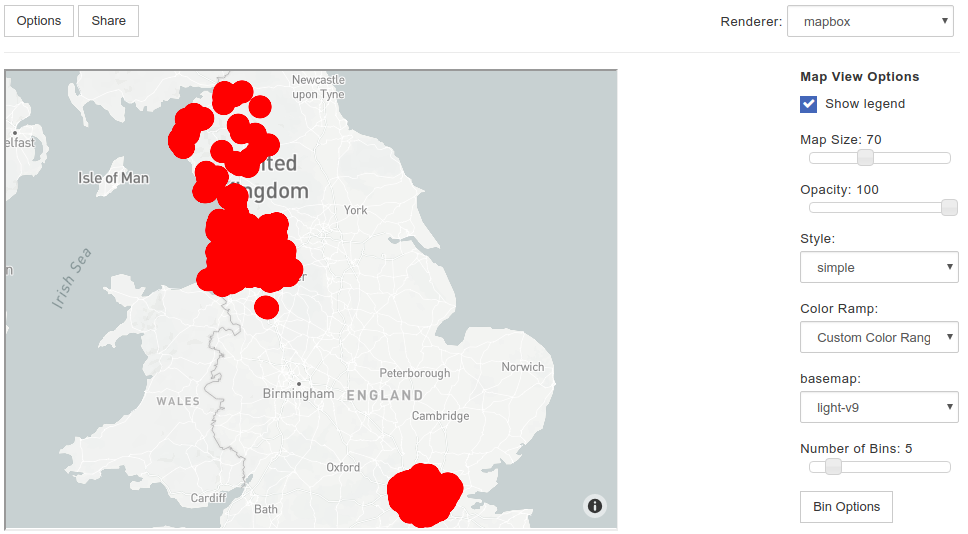 Options
Share
Renderer:
mapbox
Newcastle
upon Tyne
elfast
Isle of Man
ted
ngdom
York
Irish Sea
n
er
Norwich
Peterborough
Birmingham
ENGLAND
WALES
Cambridge
Oxford
Cardiff
Bath
Map View Options
Show legend
Map Size: 70
Opacity: 100
Style:
simple
Color Ramp:
Custom Color Rang
basemap:
light-v9
Number of Bins: 5
Bin Options